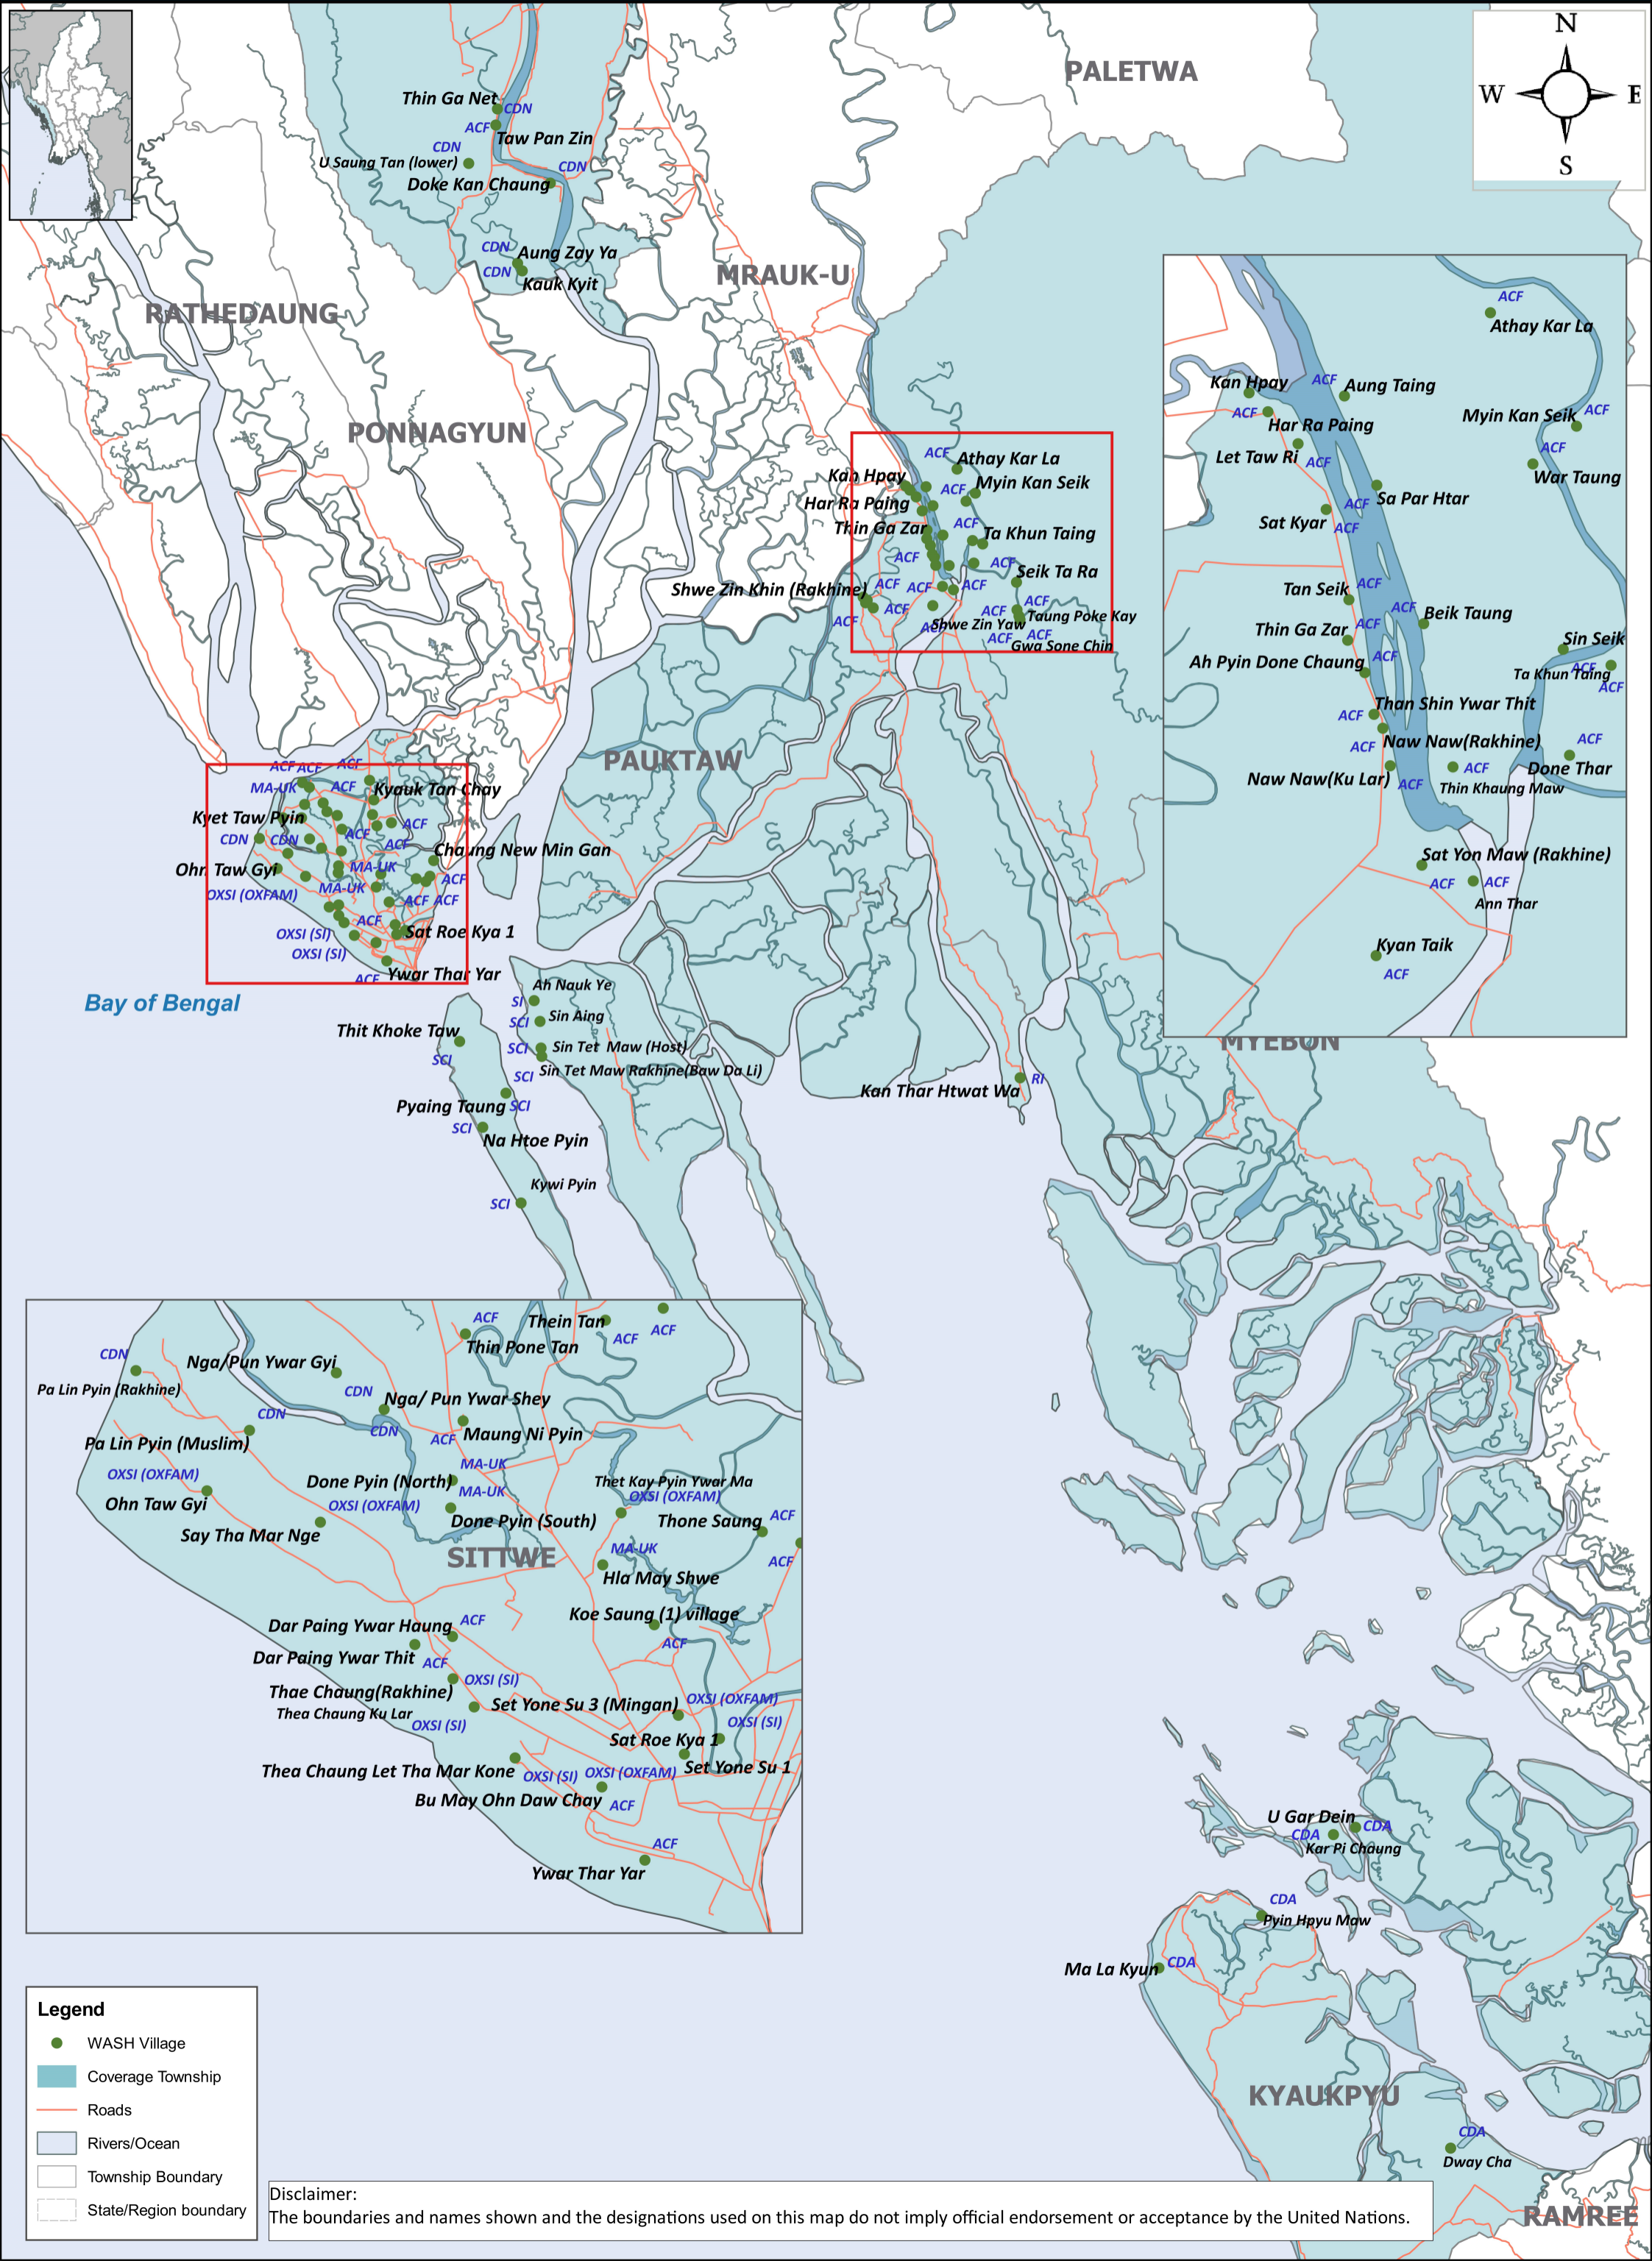 PALETWA
N
W
E
S
Thin Ga Net
CDN
ACF
Taw Pan Zin
CDN
U Saung Tan (lower)
CDN
Doke Kan Chaung
CDN
Aung Zay Ya
CDN
Kauk Kyit
MRAUK-U
RATHEDAUNG
PONNAGYUN
ACF
Athay Kar La
Kan Hpay
ACF
Myin Kan Seik
Har Ra Paing
Thin Ga Zar
ACF
Ta Khun Taing
ACF
ACF
Seik Ta Ra
Shwe Zin Khin (Rakhine)
ACF
ACF
ACF
ACF
ACF
ACF
ACF
Taung Poke Kay
ACF
Shwe Zin Yaw
ACF
ACF
ACF
Gwa Sone Chin
ACF
Athay Kar La
Kan Hpay
ACF
Aung Taing
ACF
Har Ra Paing
Myin Kan Seik
ACF
Let Taw Ri
ACF
ACF
War Taung
ACF
Sa Par Htar
Sat Kyar
ACF
Tan Seik
ACF
ACF
Beik Taung
Thin Ga Zar
ACF
Sin Seik
Ah Pyin Done Chaung
ACF
ACF
Ta Khun Taing
ACF
Than Shin Ywar Thit
ACF
ACF
Naw Naw(Rakhine)
ACF
Done Thar
Naw Naw(Ku Lar)
ACF
ACF
Thin Khaung Maw
Sat Yon Maw (Rakhine)
ACF
ACF
Ann Thar
Kyan Taik
ACF
MYEBON
PAUKTAW
ACF
ACF
ACF
MA-UK
ACF
Kyauk Tan Chay
Kyet Taw Pyin
ACF
CDN
CDN
ACF
ACF
Chaung New Min Gan
Ohn Taw Gyi
MA-UK
ACF
OXSI (OXFAM)
MA-UK
ACF
ACF
ACF
OXSI (SI)
Sat Roe Kya 1
OXSI (SI)
ACF
Ywar Thar Yar
Bay of Bengal
Ah Nauk Ye
SI
Sin Aing
SCI
Thit Khoke Taw
SCI
SCI
Sin Tet Maw (Host)
SCI
Sin Tet Maw Rakhine(Baw Da Li)
Kan Thar Htwat Wa
RI
Pyaing Taung
SCI
SCI
Na Htoe Pyin
Kywi Pyin
SCI
ACF
Thein Tan
ACF
ACF
Thin Pone Tan
CDN
Nga/Pun Ywar Gyi
Pa Lin Pyin (Rakhine)
CDN
Nga/ Pun Ywar Shey
CDN
CDN
ACF
Maung Ni Pyin
Pa Lin Pyin (Muslim)
MA-UK
OXSI (OXFAM)
Done Pyin (North)
MA-UK
Thet Kay Pyin Ywar Ma
OXSI (OXFAM)
Ohn Taw Gyi
OXSI (OXFAM)
Done Pyin (South)
Thone Saung
ACF
Say Tha Mar Nge
SITTWE
MA-UK
ACF
Hla May Shwe
Koe Saung (1) village
Dar Paing Ywar Haung
ACF
ACF
Dar Paing Ywar Thit
ACF
OXSI (SI)
Thae Chaung(Rakhine)
Set Yone Su 3 (Mingan)
OXSI (OXFAM)
Thea Chaung Ku Lar
OXSI (SI)
OXSI (SI)
Sat Roe Kya 1
Thea Chaung Let Tha Mar Kone
OXSI (SI)
OXSI (OXFAM)
Set Yone Su 1
Bu May Ohn Daw Chay
ACF
ACF
Ywar Thar Yar
U Gar Dein
CDA
CDA
Kar Pi Chaung
CDA
Pyin Hpyu Maw
Ma La Kyun
CDA
KYAUKPYU
CDA
Dway Cha
RAMREE
Legend
WASH Village
Coverage Township
Roads
Rivers/Ocean
Township Boundary
State/Region boundary
Disclaimer:
The boundaries and names shown and the designations used on this map do not imply official endorsement or acceptance by the United Nations.